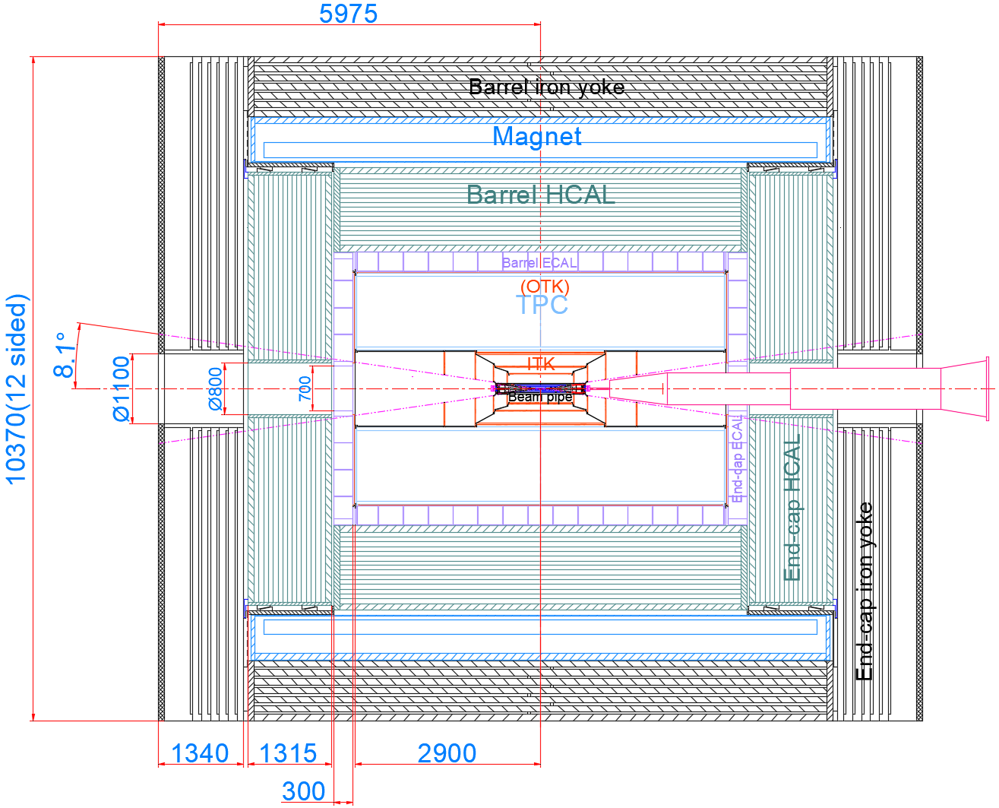 5975
Barrel iron yoke
Magnet
Barrel HCAL
Barrel ECAL
(OTK)
TPC
ITK
Beam pipe
10370(12 sided)
8.1°
Ø1100
Ø800
700
End-cap ECAL
End-cap HCAL
End-cap iron yoke
1340
1315
2900
300